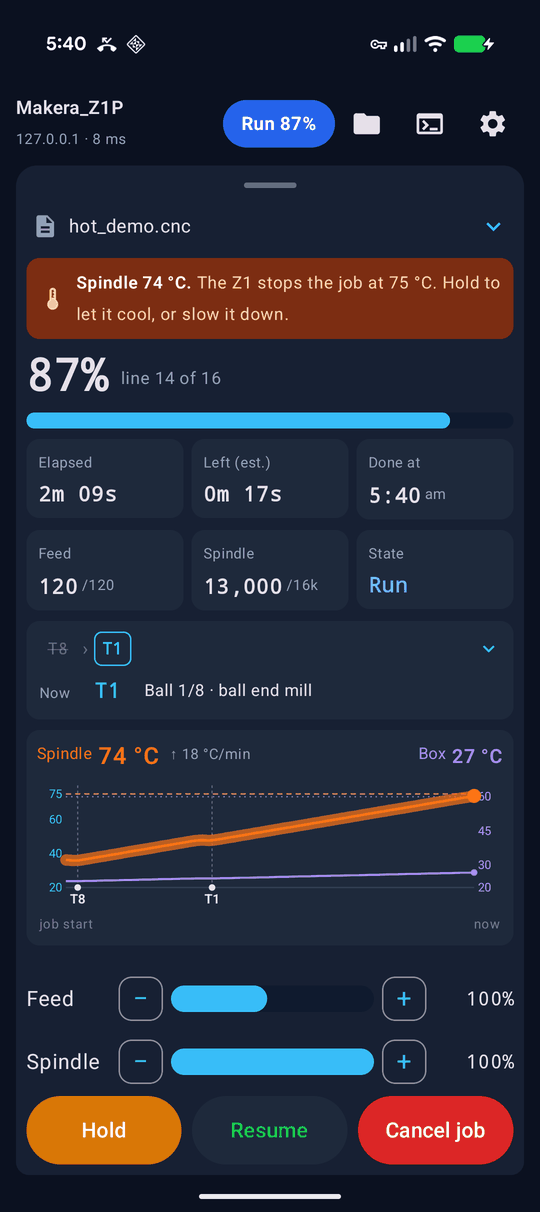 5:40
Makera_Z1P
127.0.0.1 · 8 ms
Run 87%
hot_demo.cnc
Spindle 74 °C. The Z1 stops the job at 75 °C. Hold to
let it cool, or slow it down.
87% line 14 of 16
Elapsed
2m 09s
Left (est.)
0m 17s
Done at
5:40 am
Feed
120 /120
Spindle
13,000 /16k
State
Run
T8 › T1
Now T1 Ball 1/8 · ball end mill
Spindle 74 °C ↑ 18 °C/min
Box 27 °C
75
60
40
20
60
45
30
20
T8
T1
job start
now
Feed − + 100%
Spindle − + 100%
Hold
Resume
Cancel job